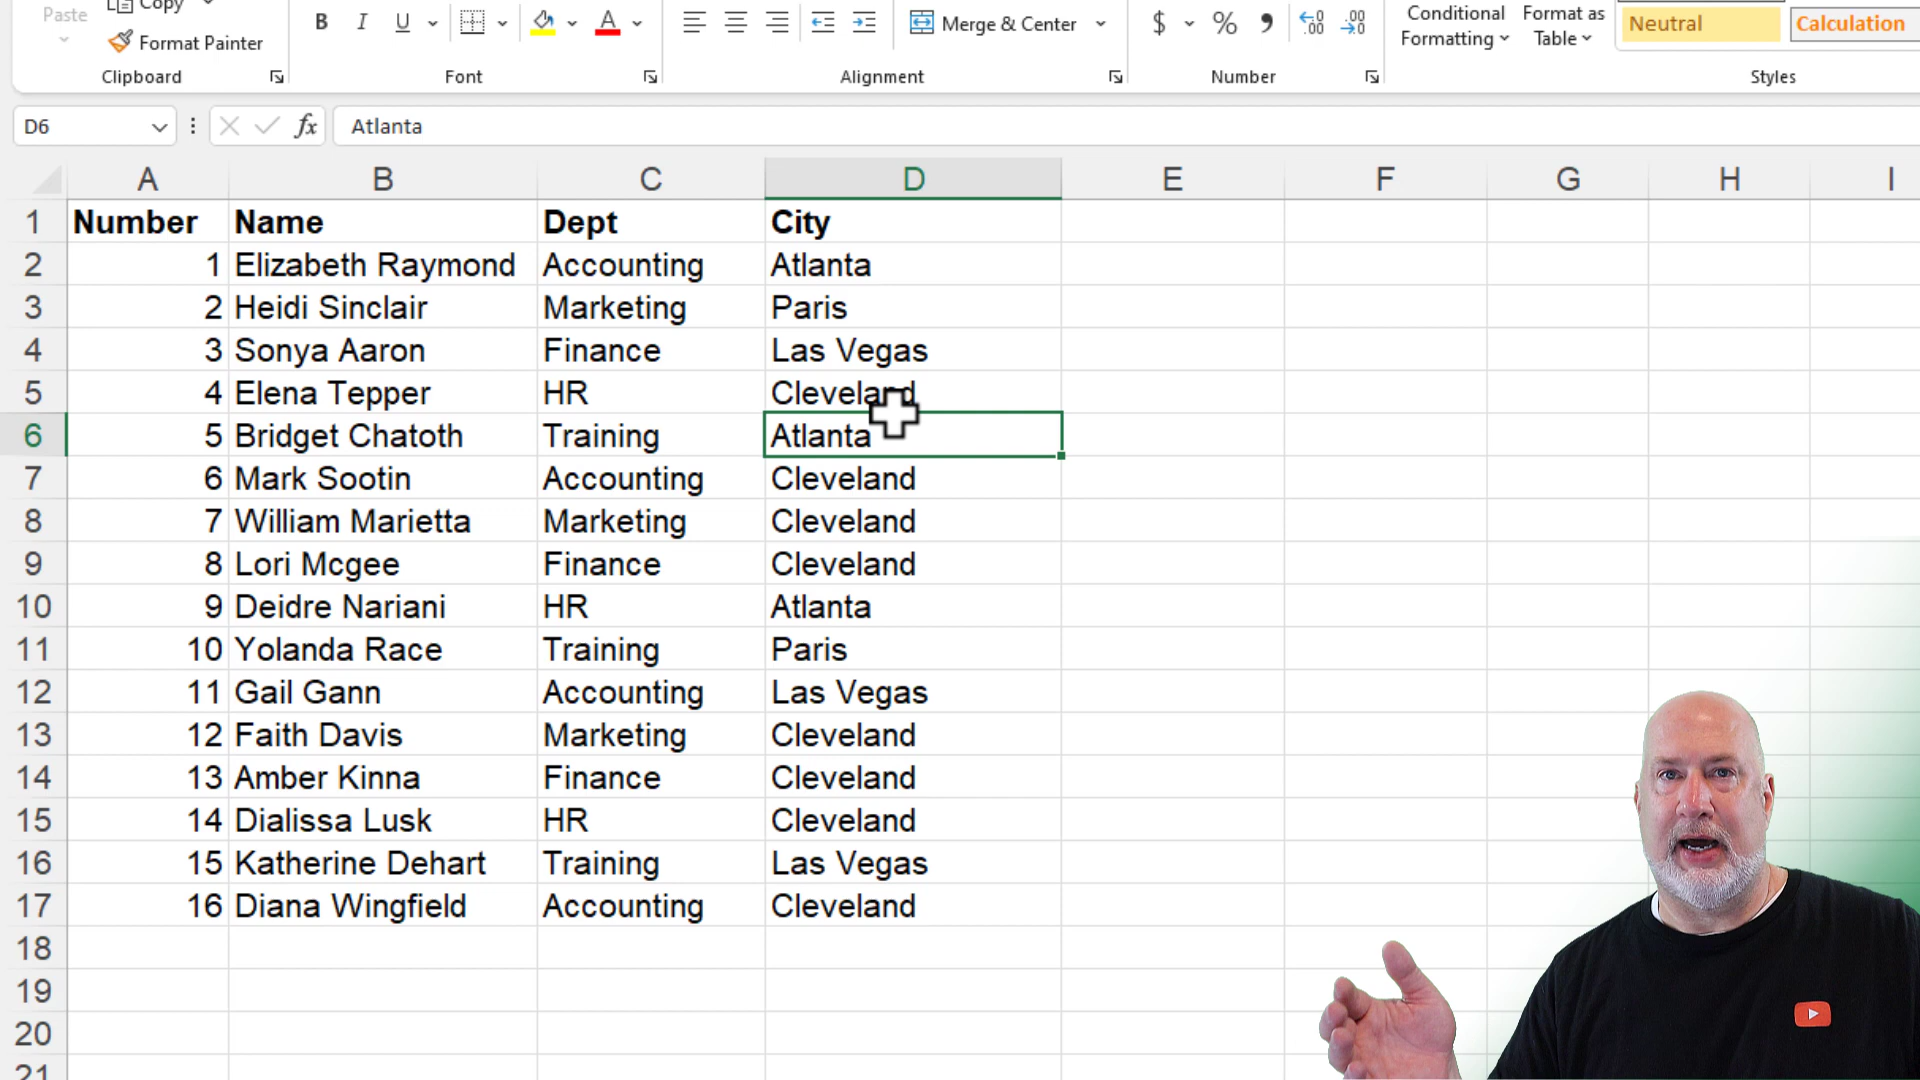 Paste
Copy
Format Painter
Clipboard
B I U A
Font
Merge & Center
Alignment
$ % 9
←0 .00
.00 →0
Number
Conditional
Formatting
Format as
Table
Neutral
Calculation
Styles
D6
fx
Atlanta
A B C D E F G H I
1 Number Name Dept City
2 1 Elizabeth Raymond Accounting Atlanta
3 2 Heidi Sinclair Marketing Paris
4 3 Sonya Aaron Finance Las Vegas
5 4 Elena Tepper HR Cleveland
6 5 Bridget Chatoth Training Atlanta
7 6 Mark Sootin Accounting Cleveland
8 7 William Marietta Marketing Cleveland
9 8 Lori Mcgee Finance Cleveland
10 9 Deidre Nariani HR Atlanta
11 10 Yolanda Race Training Paris
12 11 Gail Gann Accounting Las Vegas
13 12 Faith Davis Marketing Cleveland
14 13 Amber Kinna Finance Cleveland
15 14 Dialissa Lusk HR Cleveland
16 15 Katherine Dehart Training Las Vegas
17 16 Diana Wingfield Accounting Cleveland
18
19
20
21